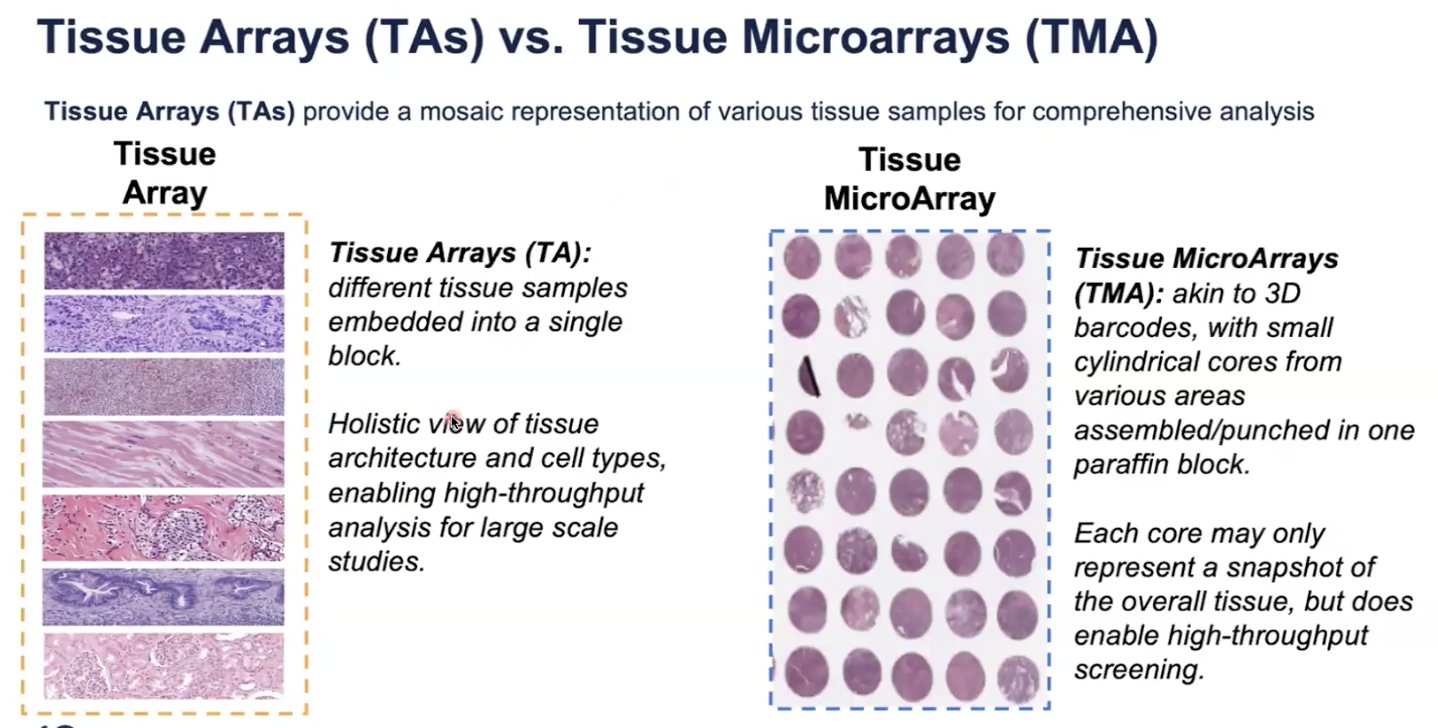 Tissue Arrays (TAs) vs. Tissue Microarrays (TMA)
Tissue Arrays (TAs) provide a mosaic representation of various tissue samples for comprehensive analysis
Tissue
Array
Tissue Arrays (TA):
different tissue samples
embedded into a single
block.
Holistic view of tissue
architecture and cell types,
enabling high-throughput
analysis for large scale
studies.
Tissue
MicroArray
Tissue MicroArrays
(TMA): akin to 3D
barcodes, with small
cylindrical cores from
various areas
assembled/punched in one
paraffin block.
Each core may only
represent a snapshot of
the overall tissue, but does
enable high-throughput
screening.